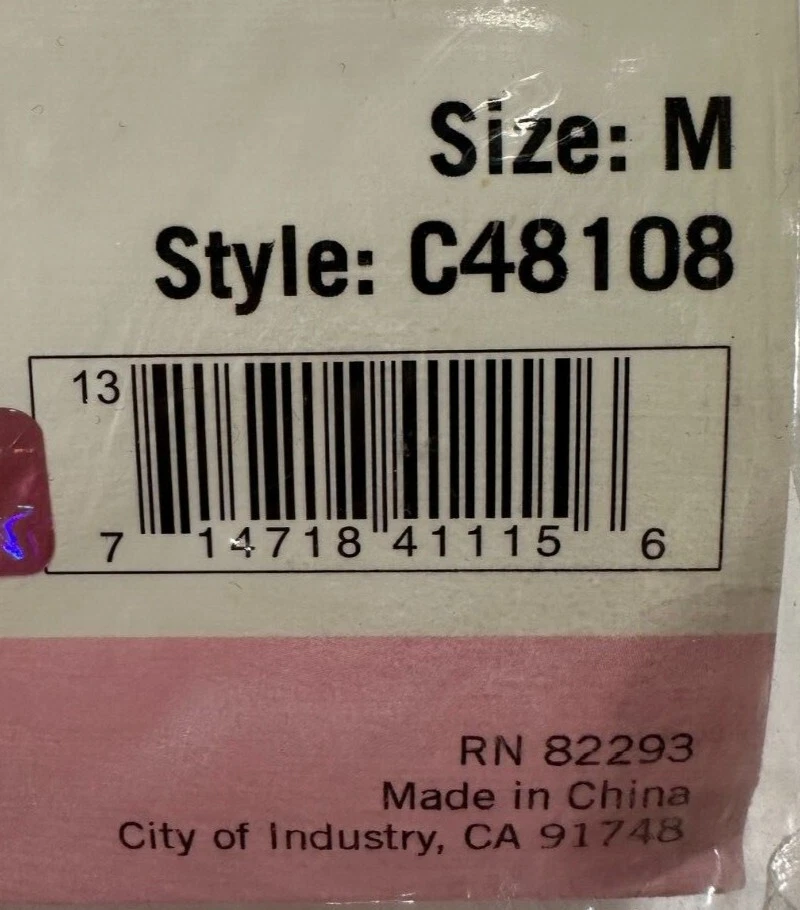 Size: M
Style: C48108
13
7 14718 41115 6
RN 82293
Made in China
City of Industry, CA 91748